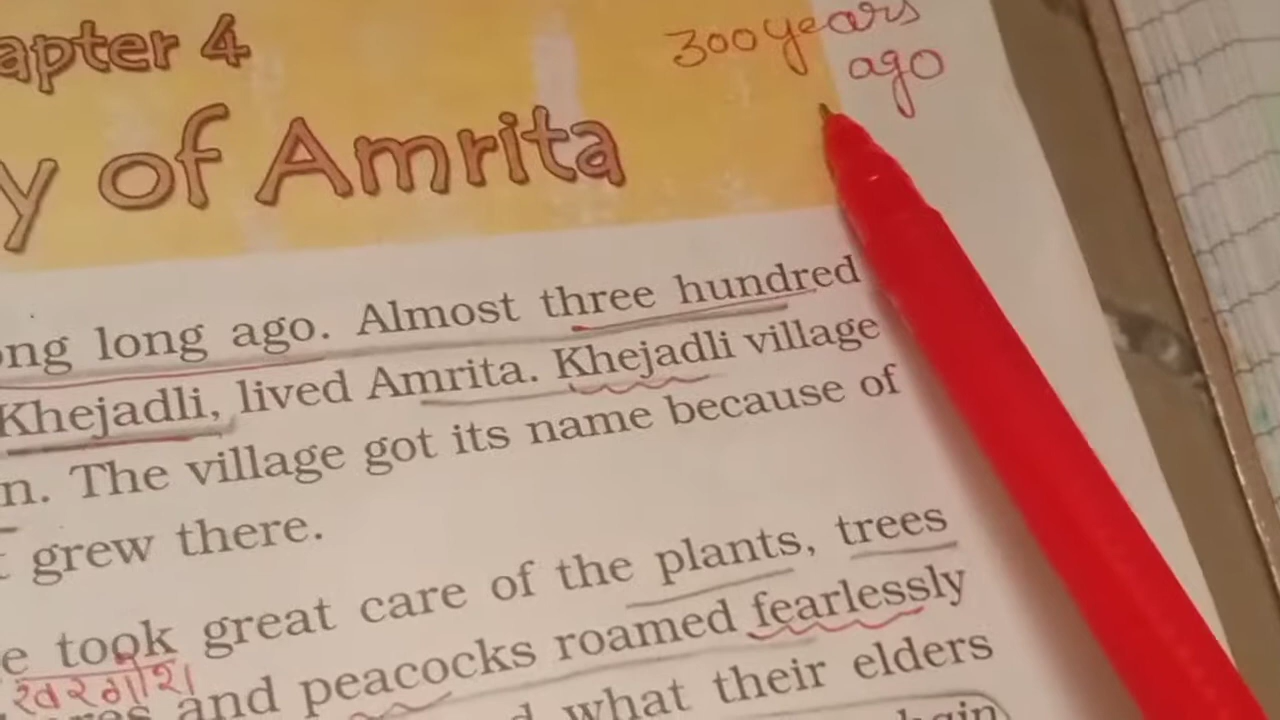 apter 4
300 years
ago
y of Amrita
ong long ago. Almost three hundred
Khejadli, lived Amrita. Khejadli village
n. The village got its name because of
t grew there.
e took great care of the plants, trees
खरगोश।
and peacocks roamed fearlessly
what their elders